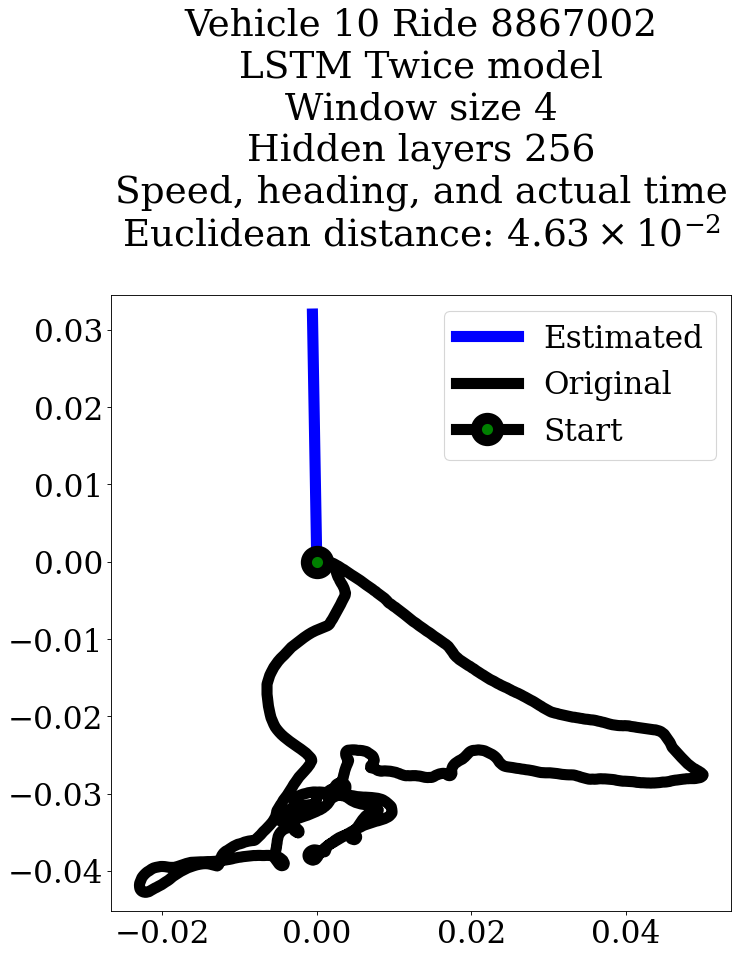 Vehicle 10 Ride 8867002
LSTM Twice model
Window size 4
Hidden layers 256
Speed, heading, and actual time
Euclidean distance: 4.63 × 10⁻²
Estimated
Original
Start
0.03
0.02
0.01
0.00
−0.01
−0.02
−0.03
−0.04
−0.02 0.00 0.02 0.04